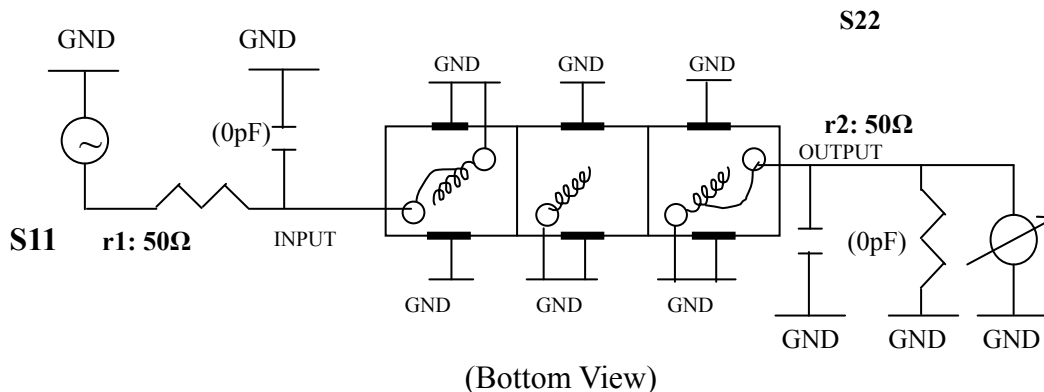 S22
GND
GND
GND
GND
GND
(0pF)
r2: 50Ω
OUTPUT
S11
r1: 50Ω
INPUT
(0pF)
GND
GND
GND
GND
GND
GND
(Bottom View)